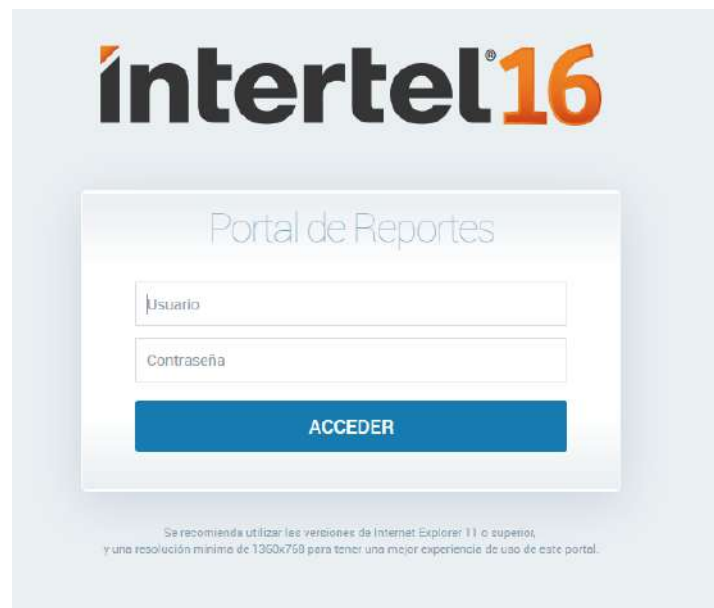 íntertel®16
Portal de Reportes
Usuario
Contraseña
ACCEDER
Se recomienda utilizar las versiones de Internet Explorer 11 o superior,
y una resolución mínima de 1360x768 para tener una mejor experiencia de uso de este portal.